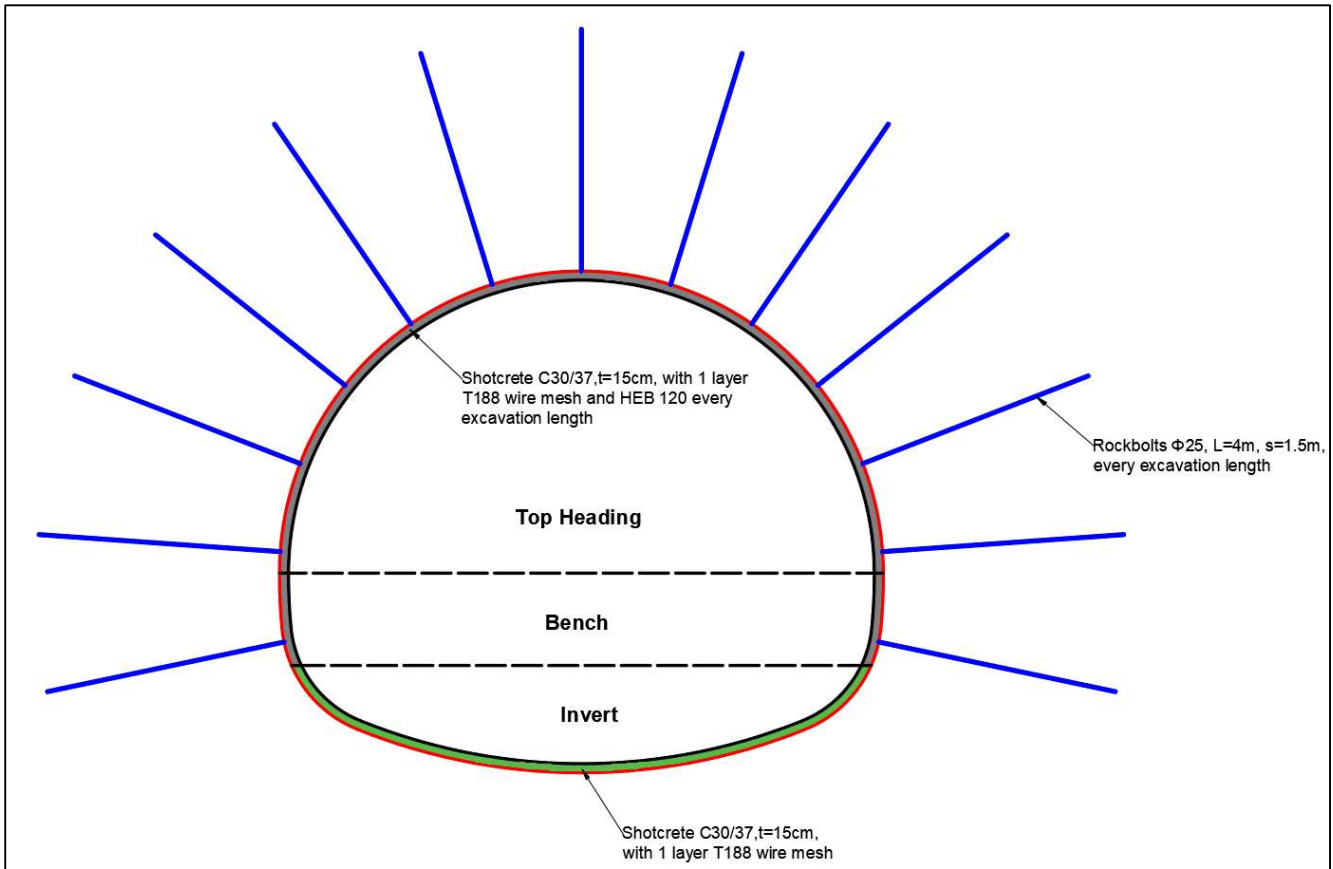 Shotcrete C30/37,t=15cm, with 1 layer
T188 wire mesh and HEB 120 every
excavation length
Rockbolts Φ25, L=4m, s=1.5m,
every excavation length
Top Heading
Bench
Invert
Shotcrete C30/37,t=15cm,
with 1 layer T188 wire mesh